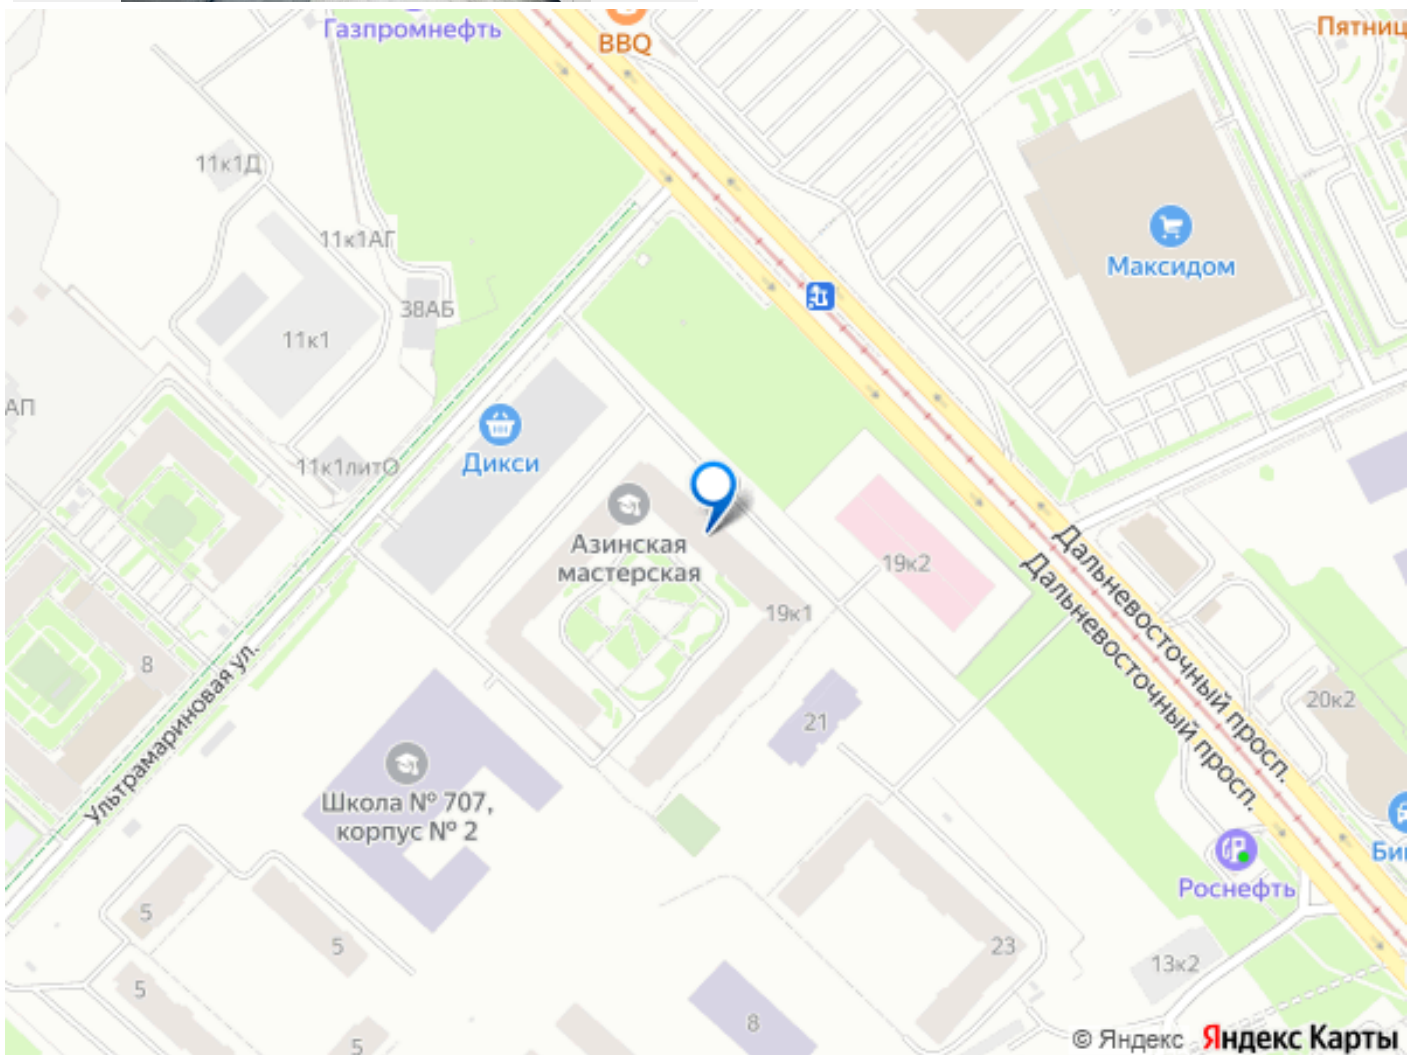 Газпромнефть
BBQ
Пятниц
11к1Д
11к1АГ
Максидом
38АБ
11к1
АП
Дикси
11к1литО
Азинская
мастерская
19к2
19к1
Дальневосточный просп.
Дальневосточный просп.
8
Ультрамариновая ул.
21
20к2
Школа № 707,
корпус № 2
Би
Роснефть
5
5
23
13к2
5
8
5
© Яндекс Яндекс Карты